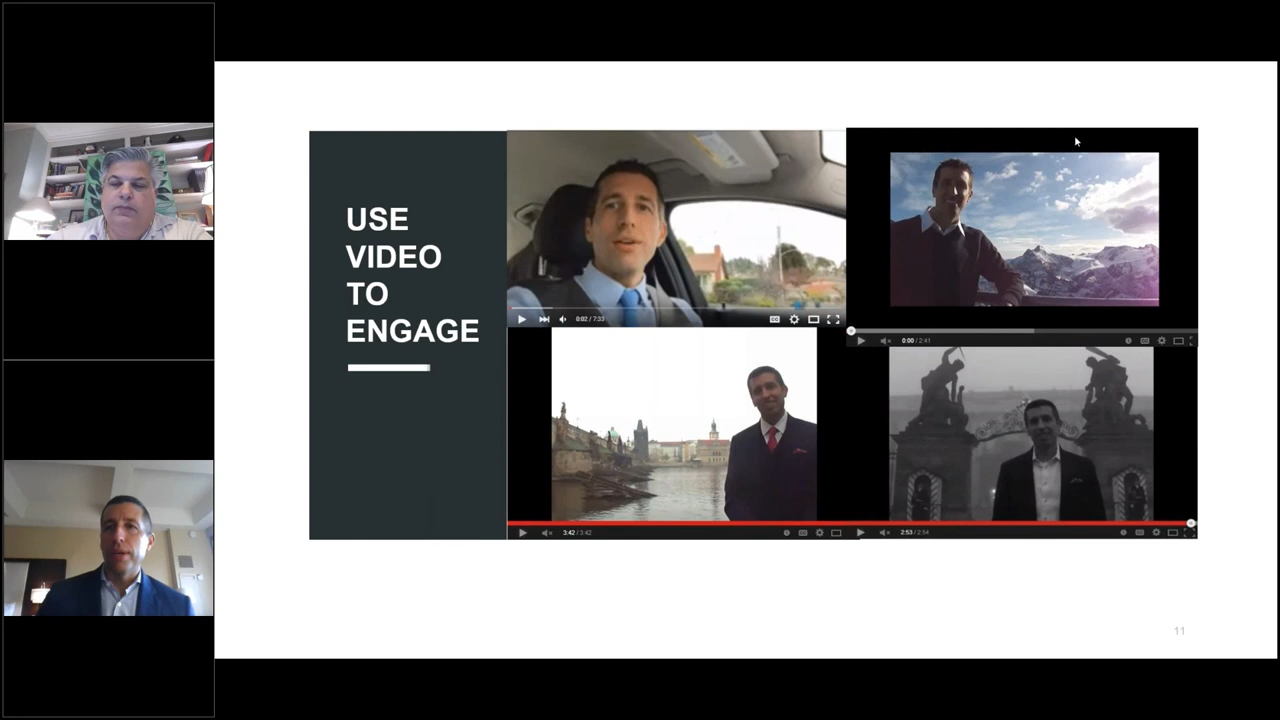 USE
VIDEO
TO
ENGAGE
0:02 / 7:33
0:00 / 2:41
3:42 / 3:42
2:53 / 2:54
11